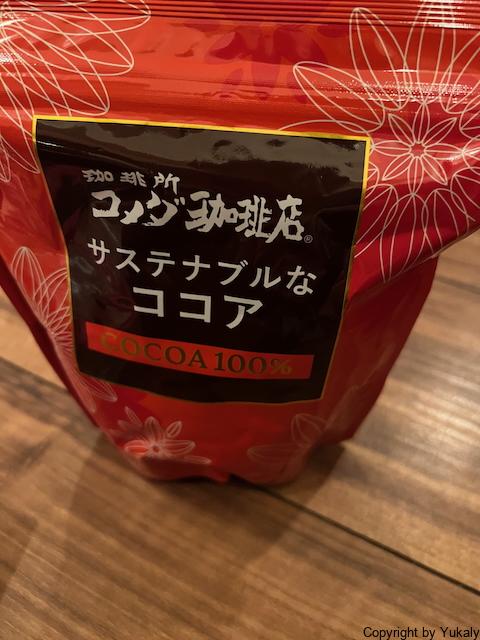 珈琲所
コメダ珈琲店®
サステナブルな
ココア
COCOA100%
Copyright by Yukaly